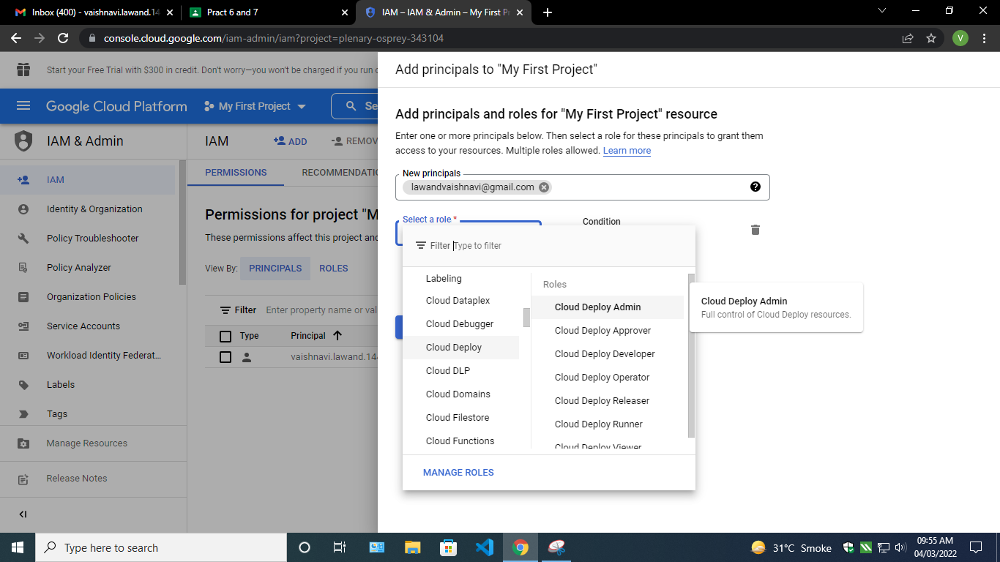 Inbox (400) - vaishnavi.lawand.14
Pract 6 and 7
IAM – IAM & Admin – My First Pr
console.cloud.google.com/iam-admin/iam?project=plenary-osprey-343104
V
Start your Free Trial with $300 in credit. Don't worry—you won't be charged if you run o
Google Cloud Platform
My First Project
Se
IAM & Admin
IAM
Identity & Organization
Policy Troubleshooter
Policy Analyzer
Organization Policies
Service Accounts
Workload Identity Federat...
Labels
Tags
Manage Resources
Release Notes
IAM
ADD
REMOV
PERMISSIONS
RECOMMENDATIO
Permissions for project "M
These permissions affect this project and
View By:
PRINCIPALS
ROLES
Filter
Enter property name or val
Type
Principal
vaishnavi.lawand.14
Add principals to "My First Project"
Add principals and roles for "My First Project" resource
Enter one or more principals below. Then select a role for these principals to grant them
access to your resources. Multiple roles allowed. Learn more
New principals
lawandvaishnavi@gmail.com
Select a role *
Condition
Filter Type to filter
Labeling
Cloud Dataplex
Cloud Debugger
Cloud Deploy
Cloud DLP
Cloud Domains
Cloud Filestore
Cloud Functions
Roles
Cloud Deploy Admin
Cloud Deploy Approver
Cloud Deploy Developer
Cloud Deploy Operator
Cloud Deploy Releaser
Cloud Deploy Runner
Cloud Deploy Viewer
MANAGE ROLES
Cloud Deploy Admin
Full control of Cloud Deploy resources.
Type here to search
31°C Smoke
09:55 AM
04/03/2022